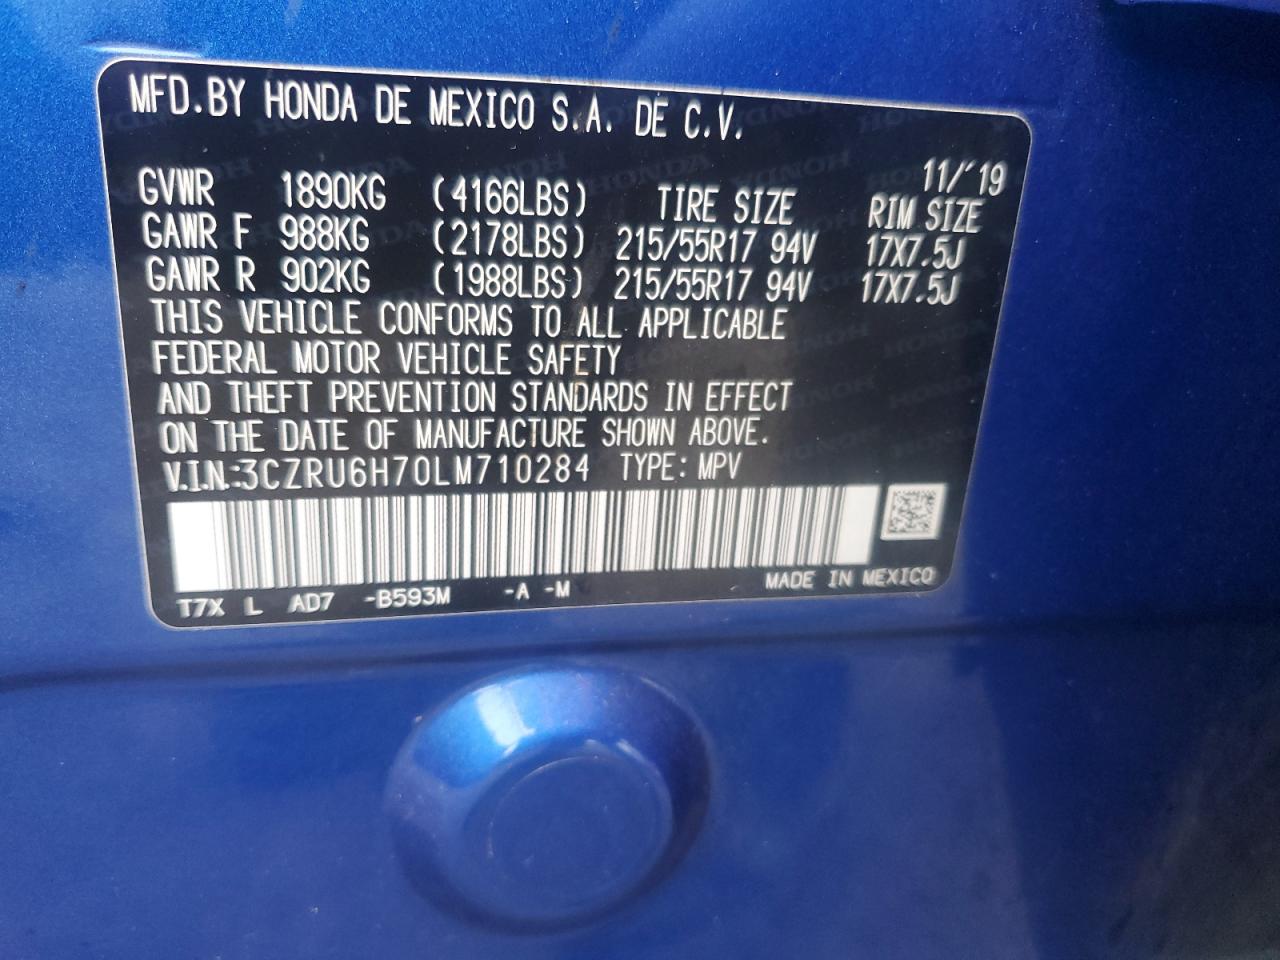 MFD.BY HONDA DE MEXICO S.A. DE C.V.
11/'19
GVWR 1890KG (4166LBS) TIRE SIZE RIM SIZE
GAWR F 988KG (2178LBS) 215/55R17 94V 17X7.5J
GAWR R 902KG (1988LBS) 215/55R17 94V 17X7.5J
THIS VEHICLE CONFORMS TO ALL APPLICABLE
FEDERAL MOTOR VEHICLE SAFETY
AND THEFT PREVENTION STANDARDS IN EFFECT
ON THE DATE OF MANUFACTURE SHOWN ABOVE.
V.I.N.:3CZRU6H70LM710284 TYPE: MPV
MADE IN MEXICO
T7X L AD7 -B593M -A -M